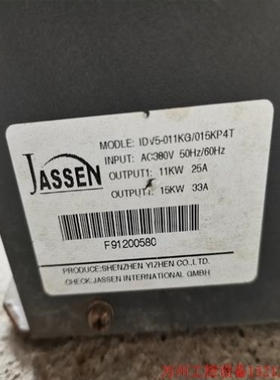 JASSEN
MODLE: IDV5-011KG/015KP4T
INPUT: AC380V 50Hz/60Hz
OUTPUT1: 11KW 25A
OUTPUT1: 15KW 33A
F91200580
PRODUCE:SHENZHEN YIZHEN CO.,LTD.
CHECK:JASSEN INTERNATIONAL GMBH